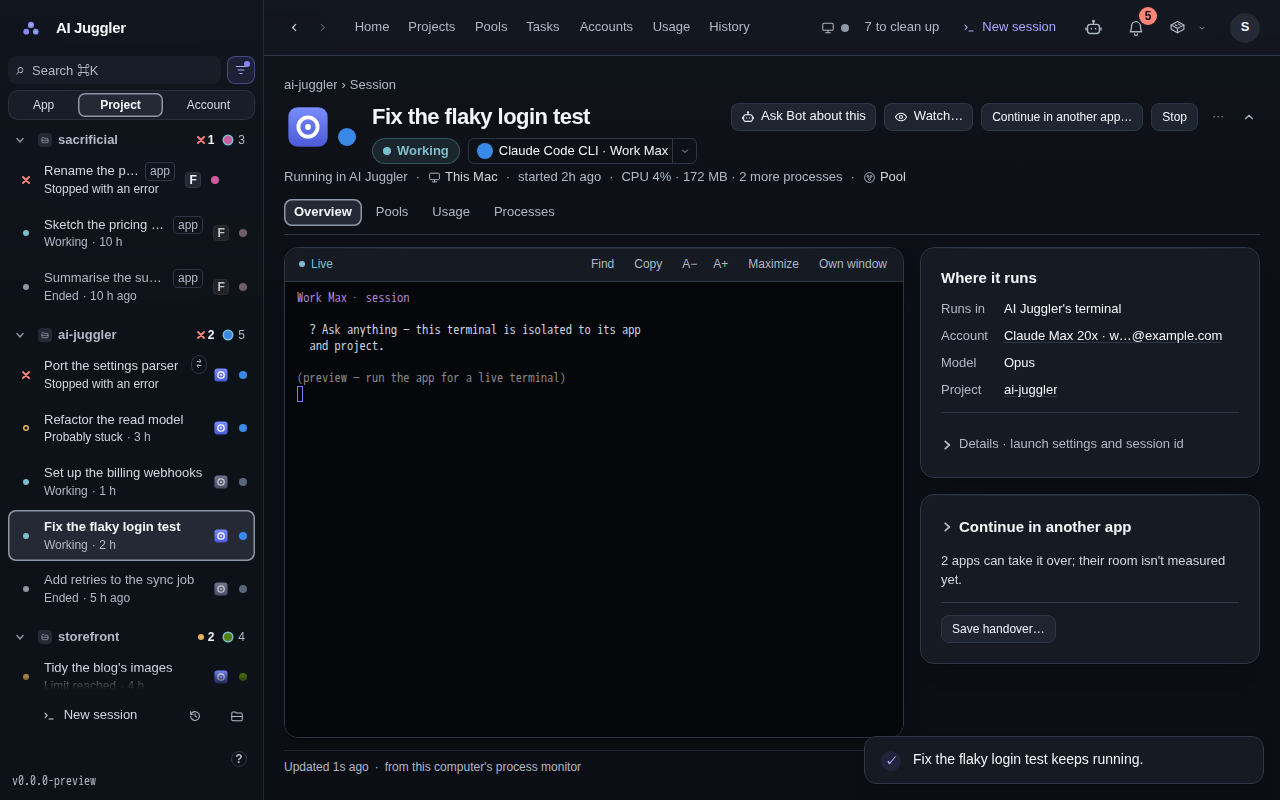 AI Juggler
Search ⌘K
App Project Account
sacrificial 1 3
Rename the p… app F
Stopped with an error
Sketch the pricing … app F
Working · 10 h
Summarise the su… app F
Ended · 10 h ago
ai-juggler 2 5
Port the settings parser
Stopped with an error
Refactor the read model
Probably stuck · 3 h
Set up the billing webhooks
Working · 1 h
Fix the flaky login test
Working · 2 h
Add retries to the sync job
Ended · 5 h ago
storefront 2 4
Tidy the blog's images
Limit reached · 4 h
New session
?
v0.0.0-preview
Home Projects Pools Tasks Accounts Usage History
7 to clean up New session 5 S
ai-juggler › Session
Fix the flaky login test
Ask Bot about this Watch… Continue in another app… Stop ···
Working Claude Code CLI · Work Max
Running in AI Juggler · This Mac · started 2h ago · CPU 4% · 172 MB · 2 more processes · Pool
Overview Pools Usage Processes
Live Find Copy A− A+ Maximize Own window
Work Max · session
? Ask anything — this terminal is isolated to its app
and project.
(preview — run the app for a live terminal)
Updated 1s ago · from this computer's process monitor
Where it runs
Runs in AI Juggler's terminal
Account Claude Max 20x · w…@example.com
Model Opus
Project ai-juggler
Details · launch settings and session id
Continue in another app
2 apps can take it over; their room isn't measured
yet.
Save handover…
Fix the flaky login test keeps running.